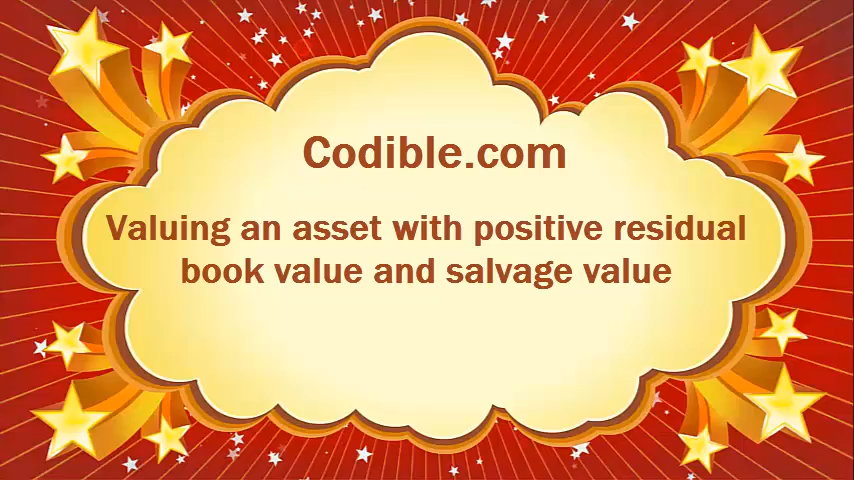 Codible.com
Valuing an asset with positive residual
book value and salvage value